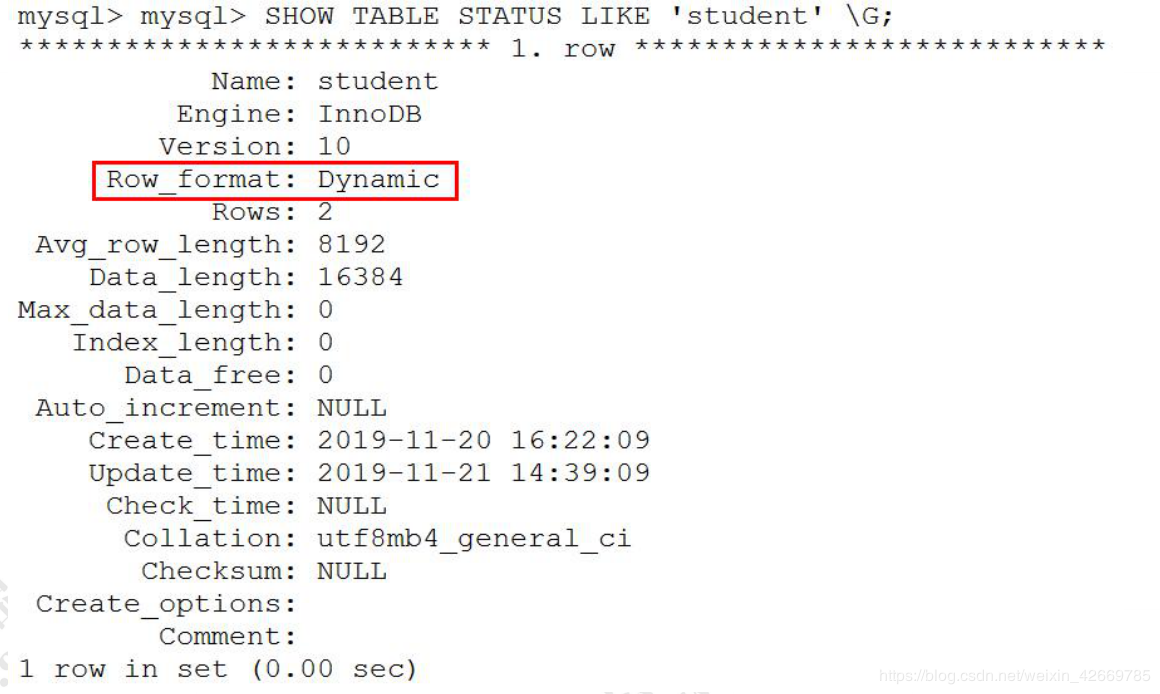 mysql> mysql> SHOW TABLE STATUS LIKE 'student' \G;
*************************** 1. row ***************************
Name: student
Engine: InnoDB
Version: 10
Row_format: Dynamic
Rows: 2
Avg_row_length: 8192
Data_length: 16384
Max_data_length: 0
Index_length: 0
Data_free: 0
Auto_increment: NULL
Create_time: 2019-11-20 16:22:09
Update_time: 2019-11-21 14:39:09
Check_time: NULL
Collation: utf8mb4_general_ci
Checksum: NULL
Create_options:
Comment:
1 row in set (0.00 sec)
https://blog.csdn.net/weixin_42669785